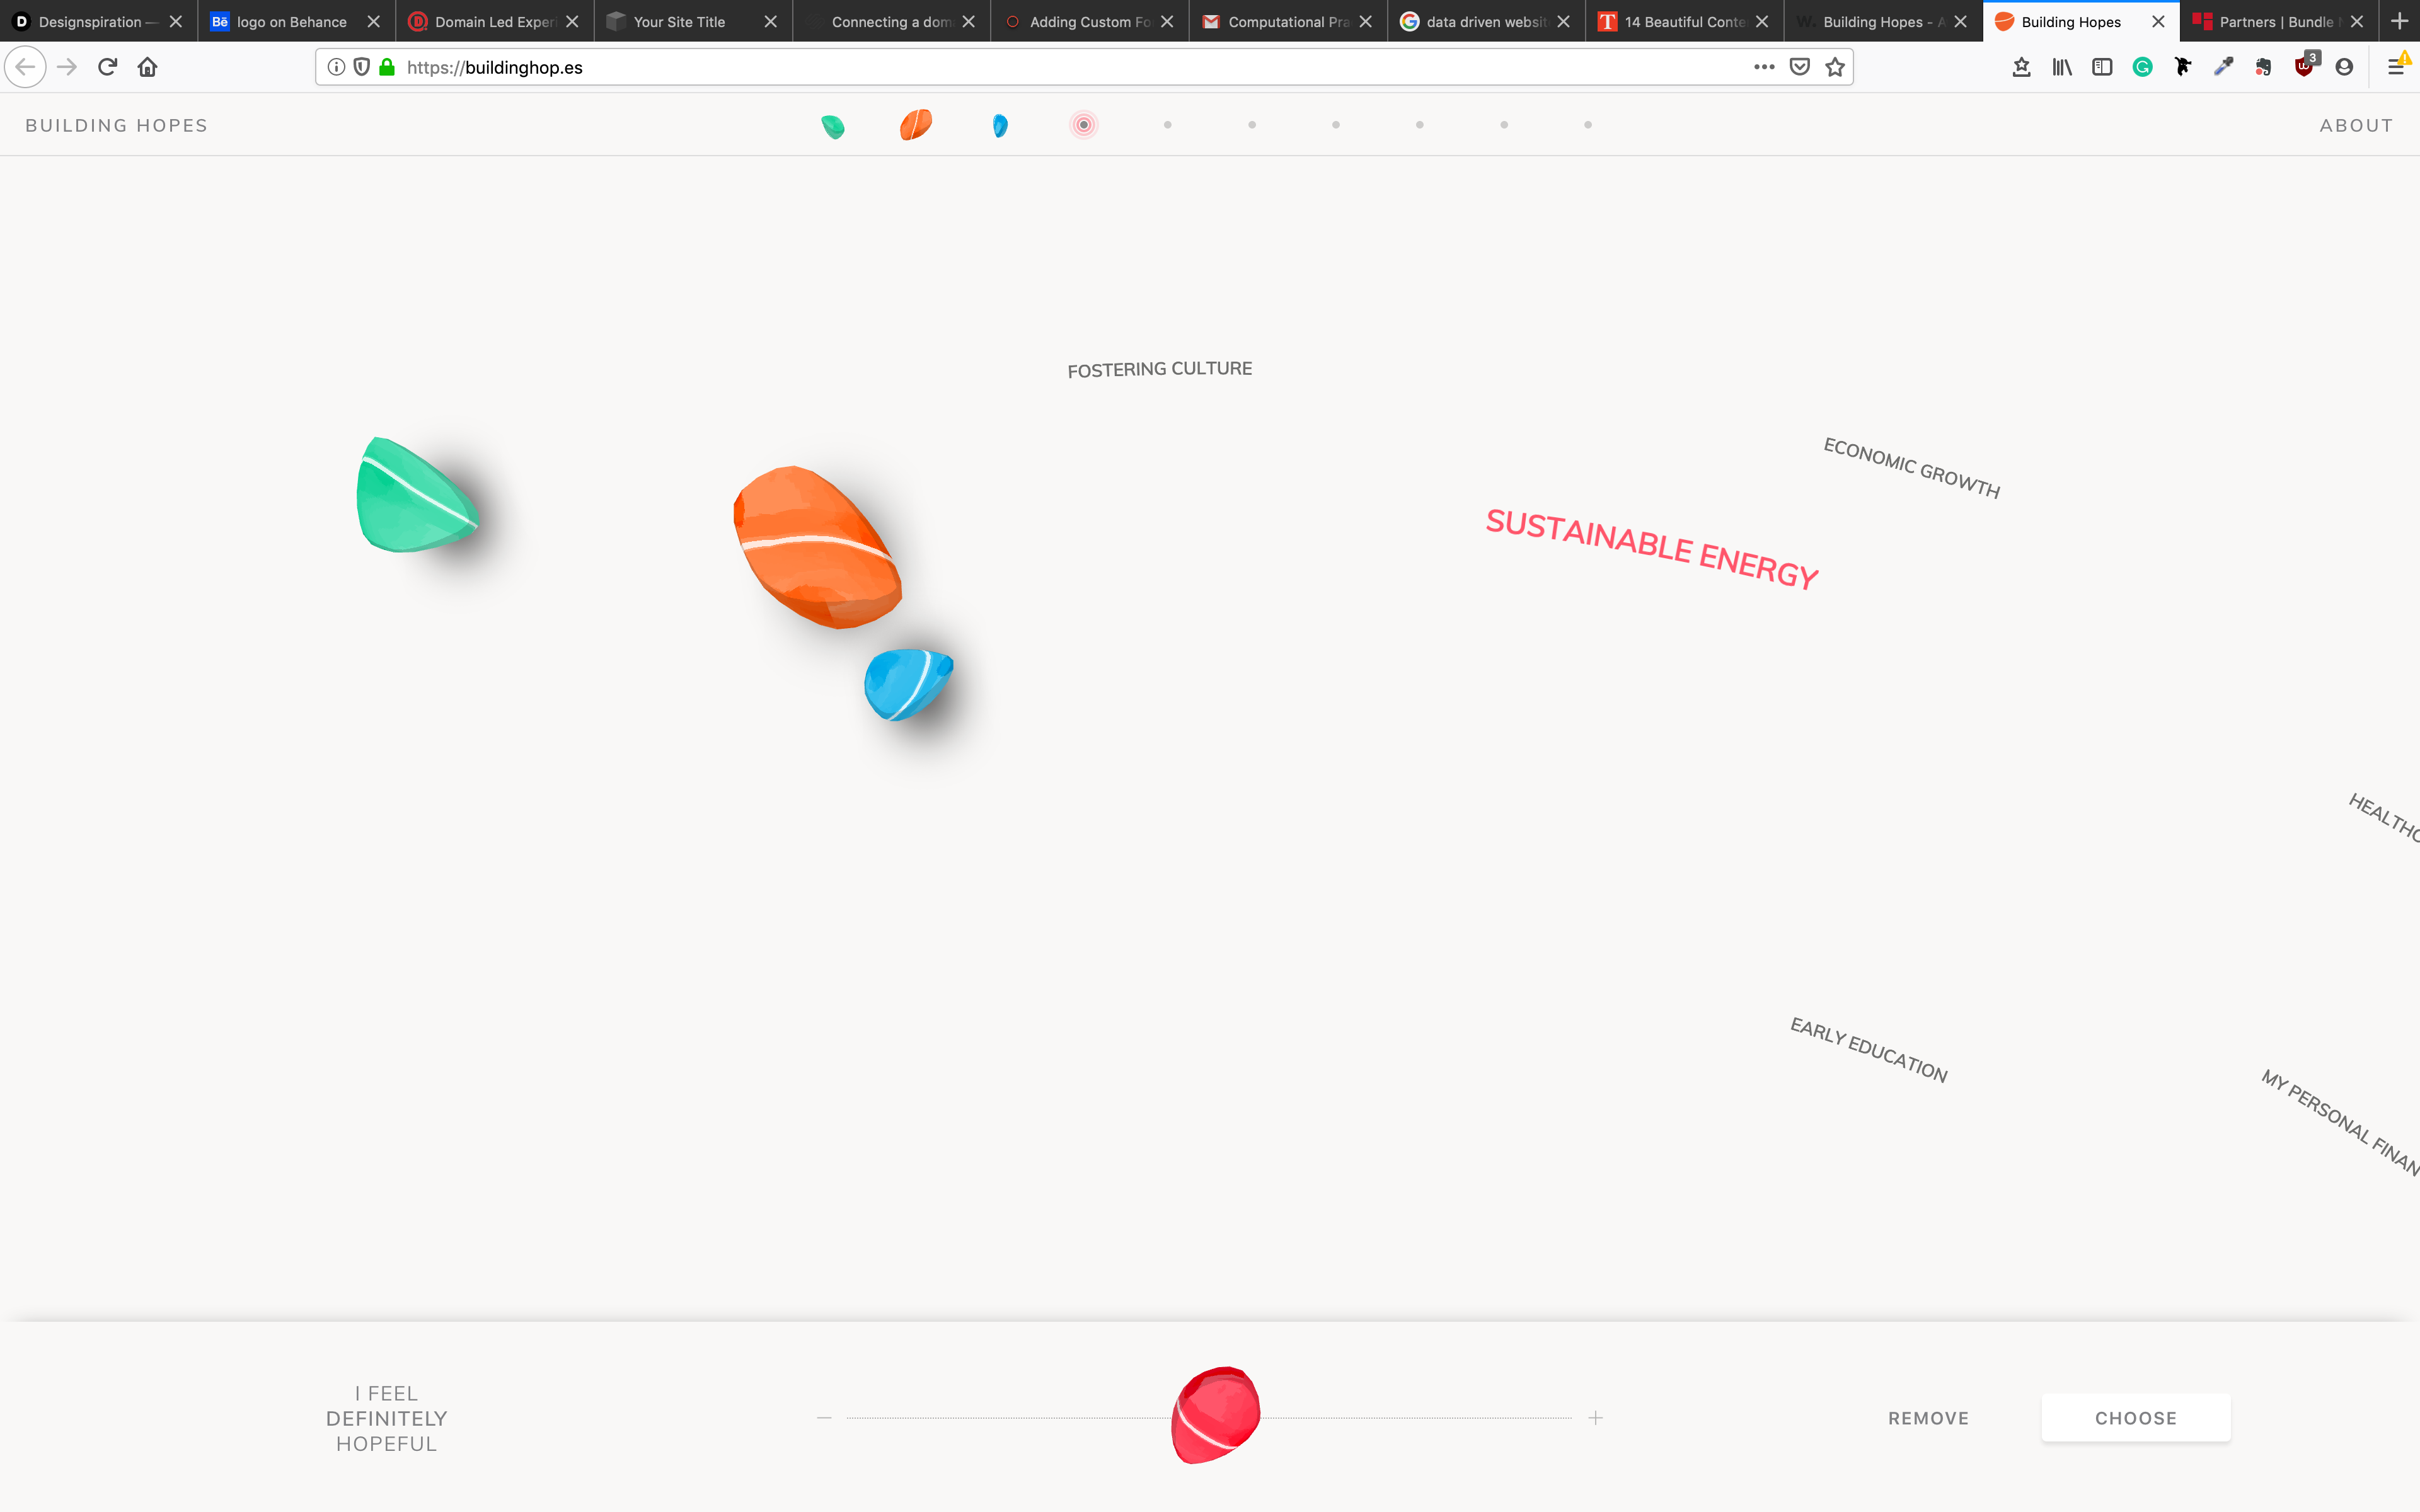 Designspiration —
logo on Behance
Domain Led Experi
Your Site Title
Connecting a dom
Adding Custom Fo
Computational Pra
data driven websit
14 Beautiful Conte
Building Hopes - A
Building Hopes
Partners | Bundle
3
https://buildinghop.es
BUILDING HOPES
ABOUT
FOSTERING CULTURE
ECONOMIC GROWTH
SUSTAINABLE ENERGY
HEALTHC
EARLY EDUCATION
MY PERSONAL FINAN
I FEEL
DEFINITELY
HOPEFUL
REMOVE
CHOOSE